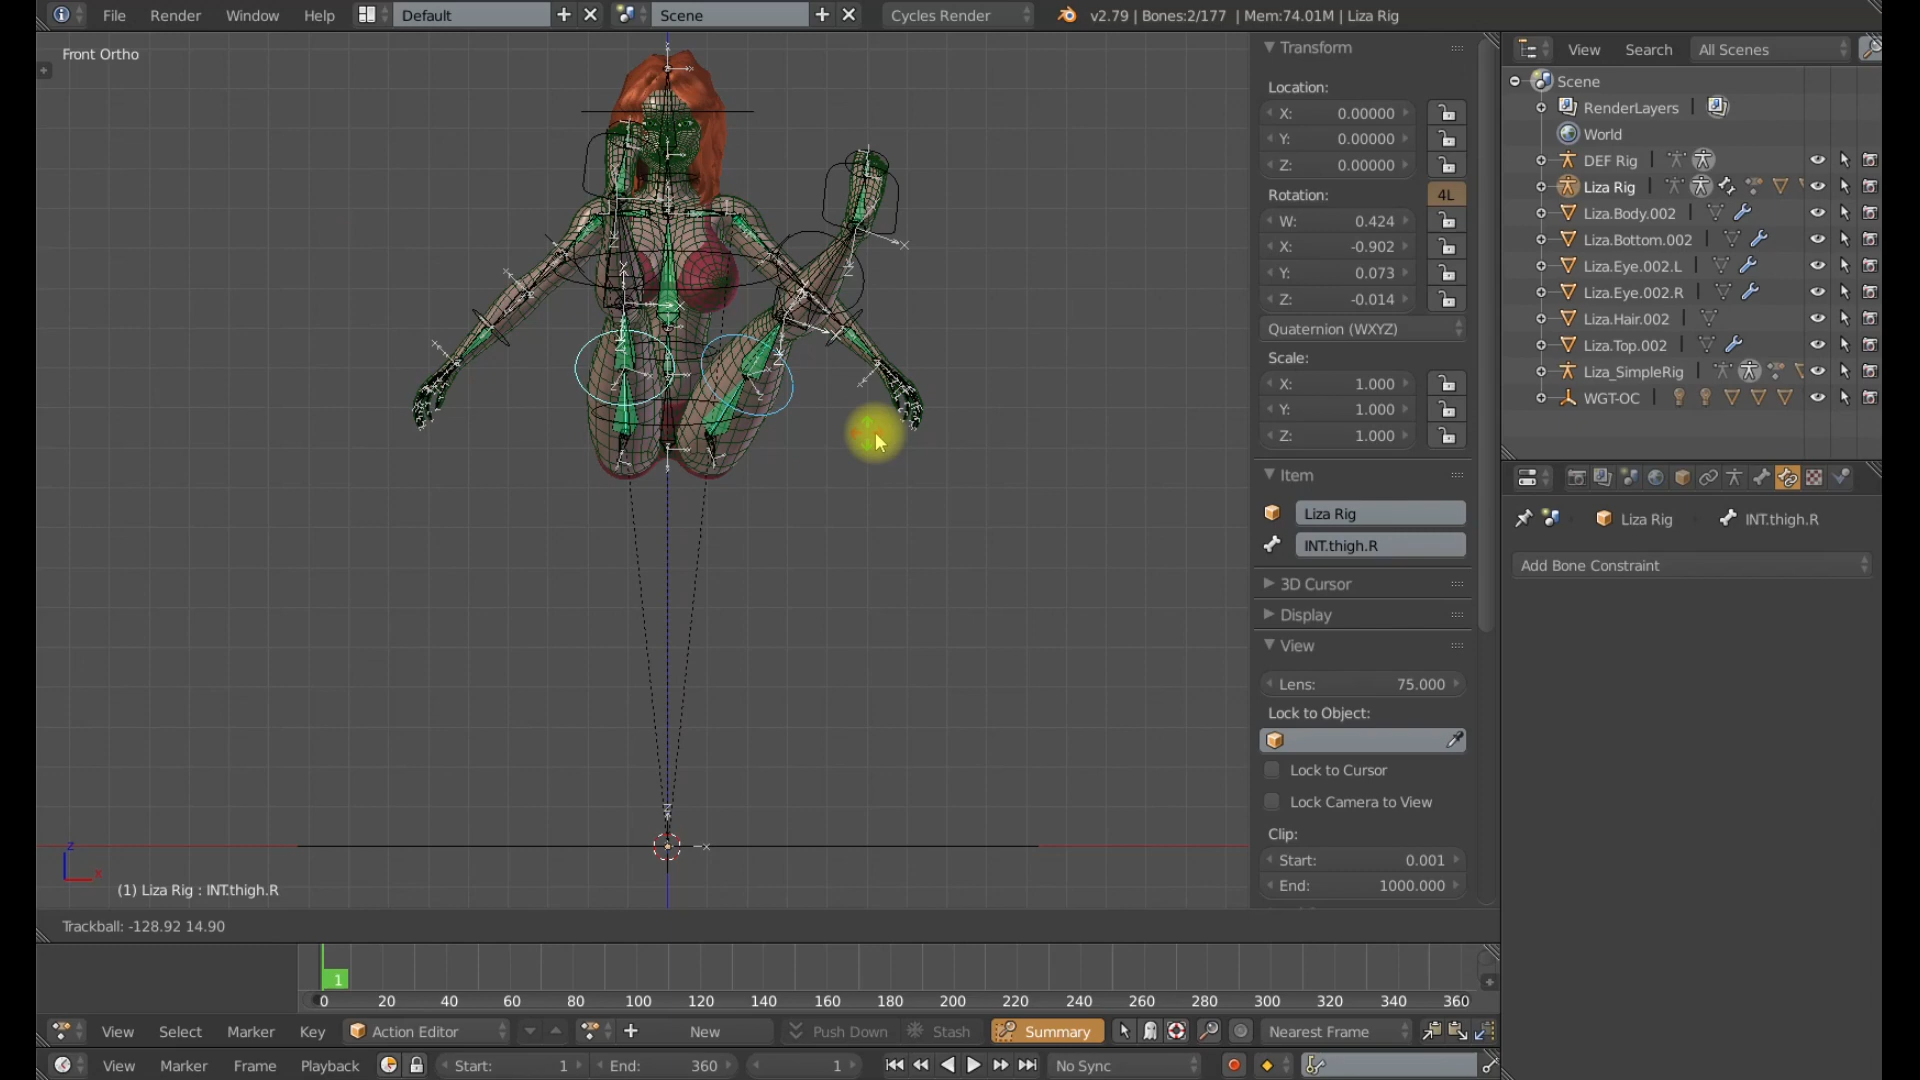 File Render Window Help Default Scene Cycles Render v2.79 | Bones:2/177 | Mem:74.01M | Liza Rig
Front Ortho
Transform
Location:
X: 0.00000
Y: 0.00000
Z: 0.00000
Rotation: 4L
W: 0.424
X: -0.902
Y: 0.073
Z: -0.014
Quaternion (WXYZ)
Scale:
X: 1.000
Y: 1.000
Z: 1.000
Item
Liza Rig
INT.thigh.R
3D Cursor
Display
View
Lens: 75.000
Lock to Object:
Lock to Cursor
Lock Camera to View
Clip:
Start: 0.001
End: 1000.000
View Search All Scenes
Scene
RenderLayers |
World
DEF Rig
Liza Rig
Liza.Body.002
Liza.Bottom.002
Liza.Eye.002.L
Liza.Eye.002.R
Liza.Hair.002
Liza.Top.002
Liza_SimpleRig
WGT-OC
Liza Rig INT.thigh.R
Add Bone Constraint
z
x
(1) Liza Rig : INT.thigh.R
Trackball: -128.92 14.90
1
0 20 40 60 80 100 120 140 160 180 200 220 240 260 280 300 320 340 360
View Select Marker Key Action Editor New Push Down Stash Summary Nearest Frame
View Marker Frame Playback Start: 1 End: 360 1 No Sync